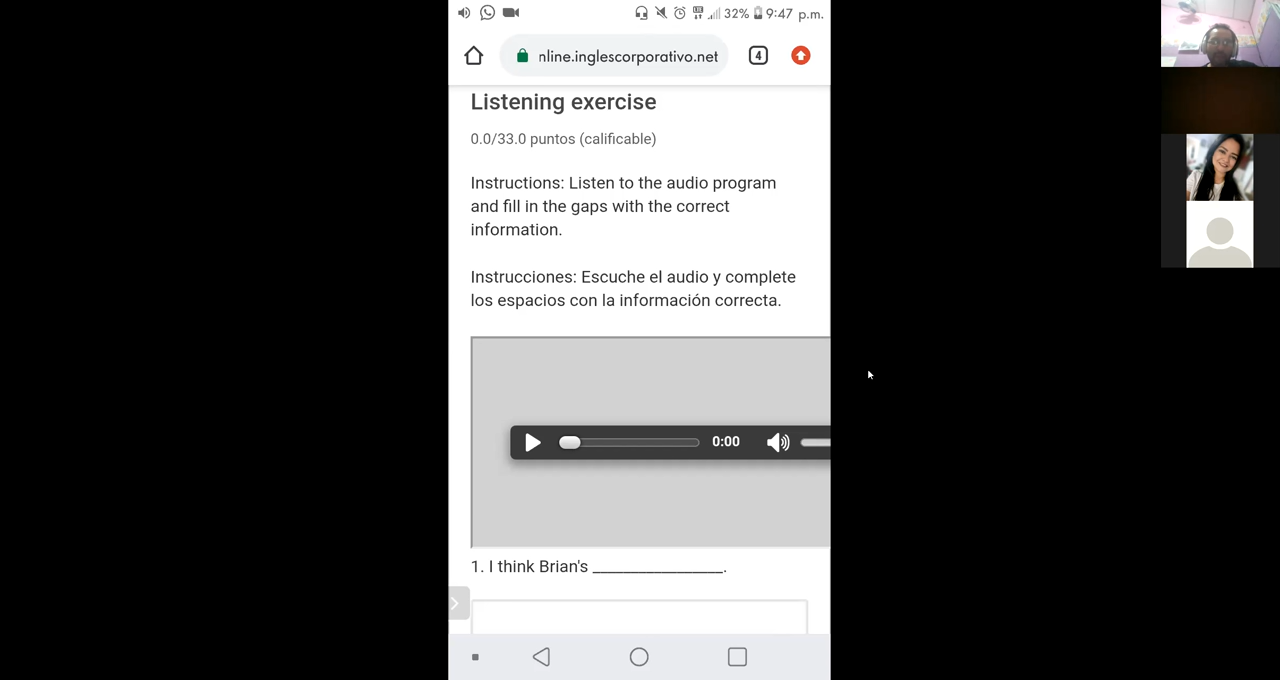 32% 9:47 p.m.
nline.inglescorporativo.net 4
Listening exercise
0.0/33.0 puntos (calificable)
Instructions: Listen to the audio program
and fill in the gaps with the correct
information.
Instrucciones: Escuche el audio y complete
los espacios con la información correcta.
0:00
1. I think Brian's _______________.